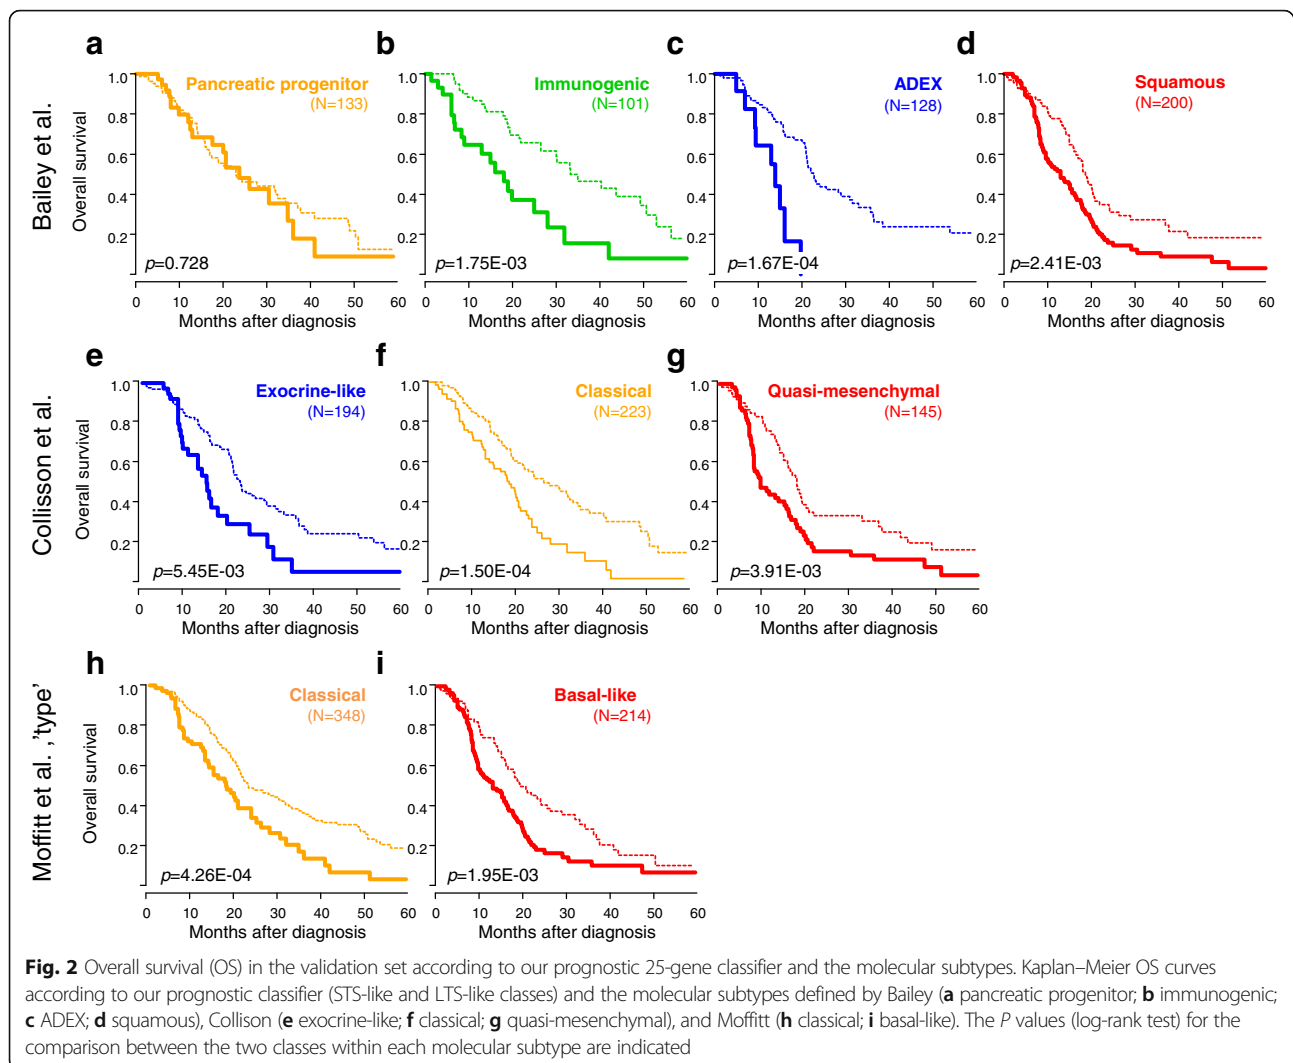 a
b
c
d
Bailey et al.
Overall survival
Pancreatic progenitor
(N=133)
1.0
0.8
0.6
0.4
0.2
p=0.728
0 10 20 30 40 50 60
Months after diagnosis
Immunogenic
(N=101)
1.0
0.8
0.6
0.4
0.2
p=1.75E-03
0 10 20 30 40 50 60
Months after diagnosis
ADEX
(N=128)
1.0
0.8
0.6
0.4
0.2
p=1.67E-04
0 10 20 30 40 50 60
Months after diagnosis
Squamous
(N=200)
1.0
0.8
0.6
0.4
0.2
p=2.41E-03
0 10 20 30 40 50 60
Months after diagnosis
e
f
g
Collisson et al.
Overall survival
Exocrine-like
(N=194)
1.0
0.8
0.6
0.4
0.2
p=5.45E-03
0 10 20 30 40 50 60
Months after diagnosis
Classical
(N=223)
1.0
0.8
0.6
0.4
0.2
p=1.50E-04
0 10 20 30 40 50 60
Months after diagnosis
Quasi-mesenchymal
(N=145)
1.0
0.8
0.6
0.4
0.2
p=3.91E-03
0 10 20 30 40 50 60
Months after diagnosis
h
i
Moffitt et al. ,'type'
Overall survival
Classical
(N=348)
1.0
0.8
0.6
0.4
0.2
p=4.26E-04
0 10 20 30 40 50 60
Months after diagnosis
Basal-like
(N=214)
1.0
0.8
0.6
0.4
0.2
p=1.95E-03
0 10 20 30 40 50 60
Months after diagnosis
Fig. 2 Overall survival (OS) in the validation set according to our prognostic 25-gene classifier and the molecular subtypes. Kaplan–Meier OS curves
according to our prognostic classifier (STS-like and LTS-like classes) and the molecular subtypes defined by Bailey (a pancreatic progenitor; b immunogenic;
c ADEX; d squamous), Collison (e exocrine-like; f classical; g quasi-mesenchymal), and Moffitt (h classical; i basal-like). The P values (log-rank test) for the
comparison between the two classes within each molecular subtype are indicated